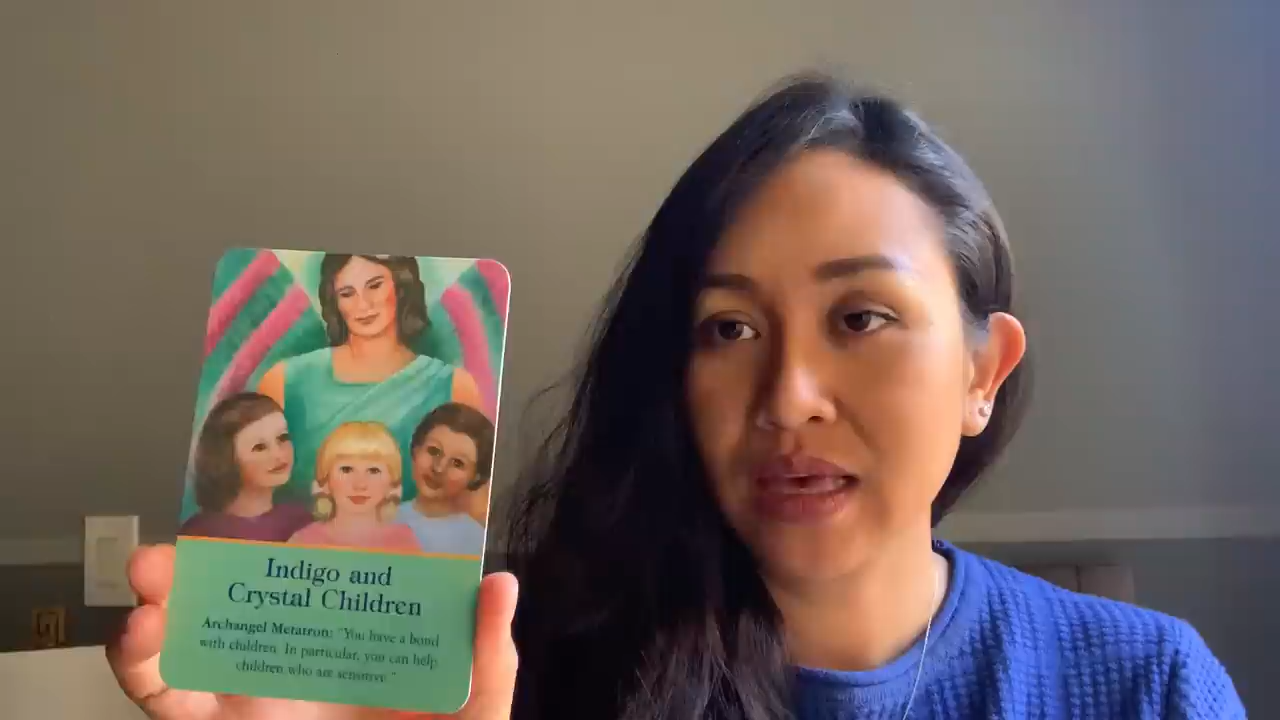 Indigo and
Crystal Children
Archangel Metatron: "You have a bond
with children. In particular, you can help
children who are sensitive."